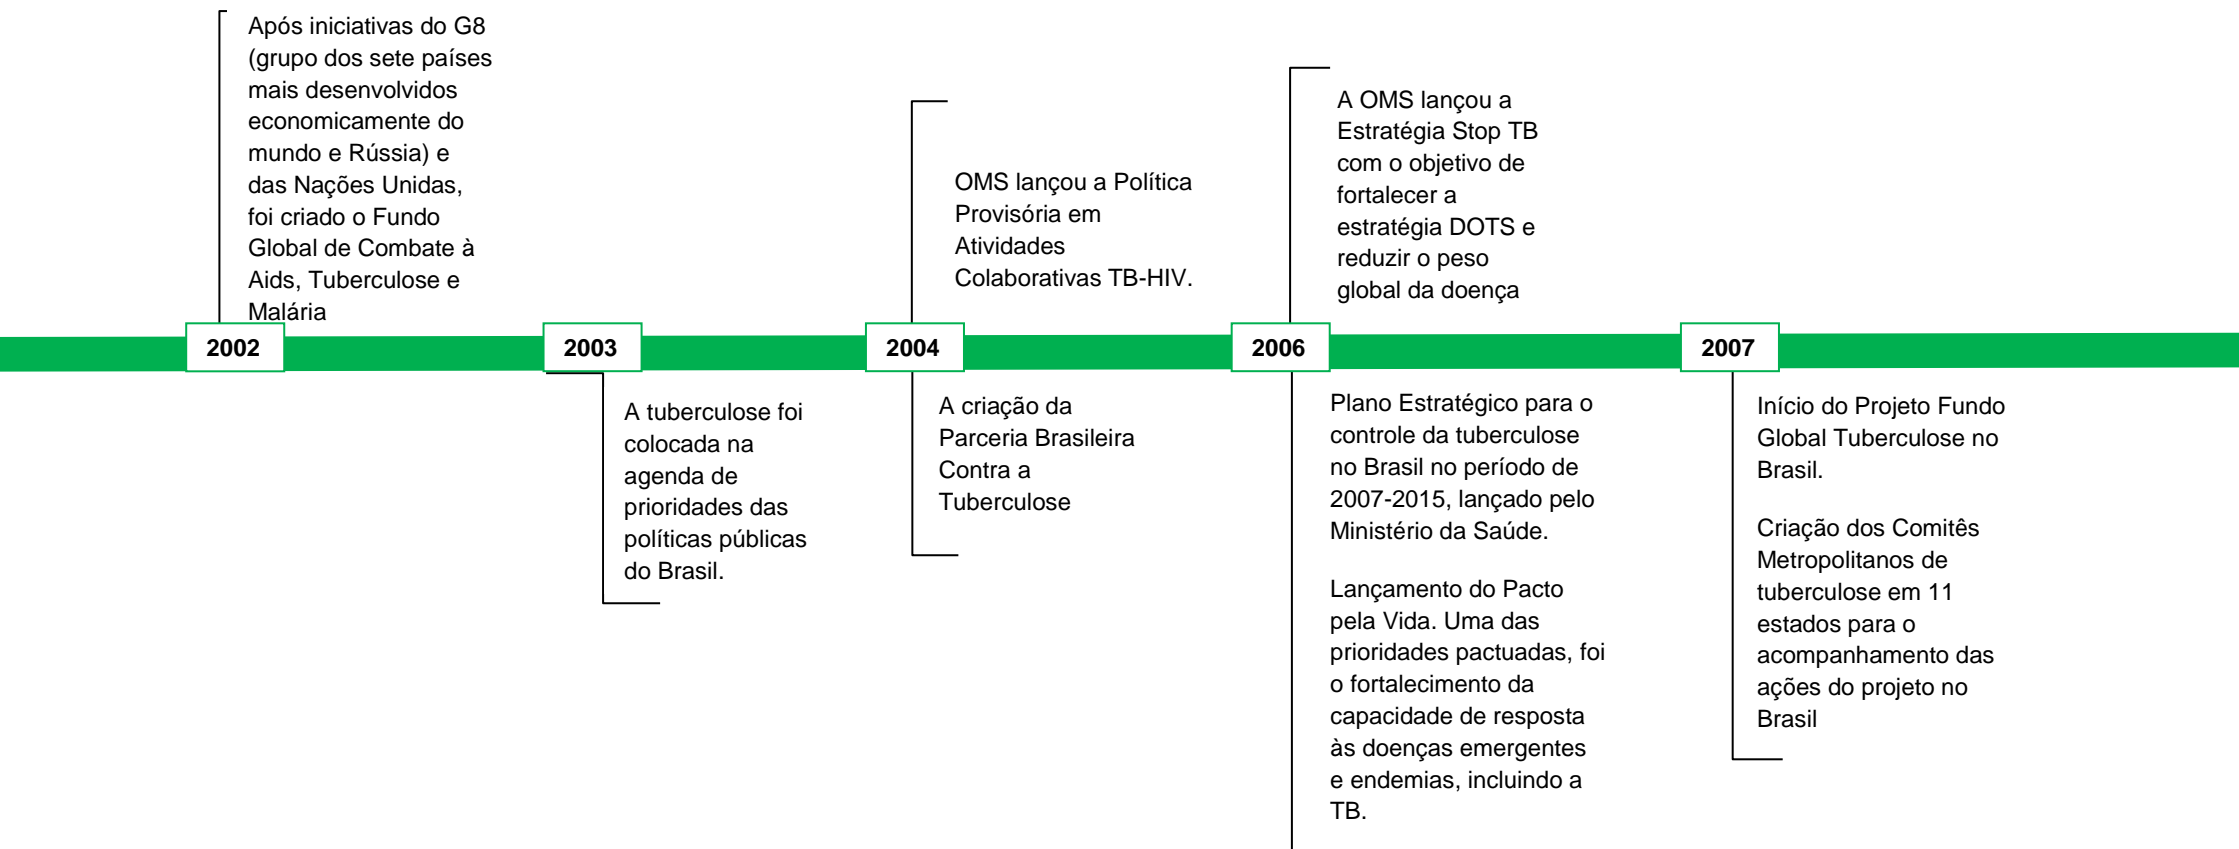 Após iniciativas do G8
(grupo dos sete países
mais desenvolvidos
economicamente do
mundo e Rússia) e
das Nações Unidas,
foi criado o Fundo
Global de Combate à
Aids, Tuberculose e
Malária
OMS lançou a Política
Provisória em
Atividades
Colaborativas TB-HIV.
A OMS lançou a
Estratégia Stop TB
com o objetivo de
fortalecer a
estratégia DOTS e
reduzir o peso
global da doença
2002
2003
2004
2006
2007
A tuberculose foi
colocada na
agenda de
prioridades das
políticas públicas
do Brasil.
A criação da
Parceria Brasileira
Contra a
Tuberculose
Plano Estratégico para o
controle da tuberculose
no Brasil no período de
2007-2015, lançado pelo
Ministério da Saúde.
Lançamento do Pacto
pela Vida. Uma das
prioridades pactuadas, foi
o fortalecimento da
capacidade de resposta
às doenças emergentes
e endemias, incluindo a
TB.
Início do Projeto Fundo
Global Tuberculose no
Brasil.
Criação dos Comitês
Metropolitanos de
tuberculose em 11
estados para o
acompanhamento das
ações do projeto no
Brasil